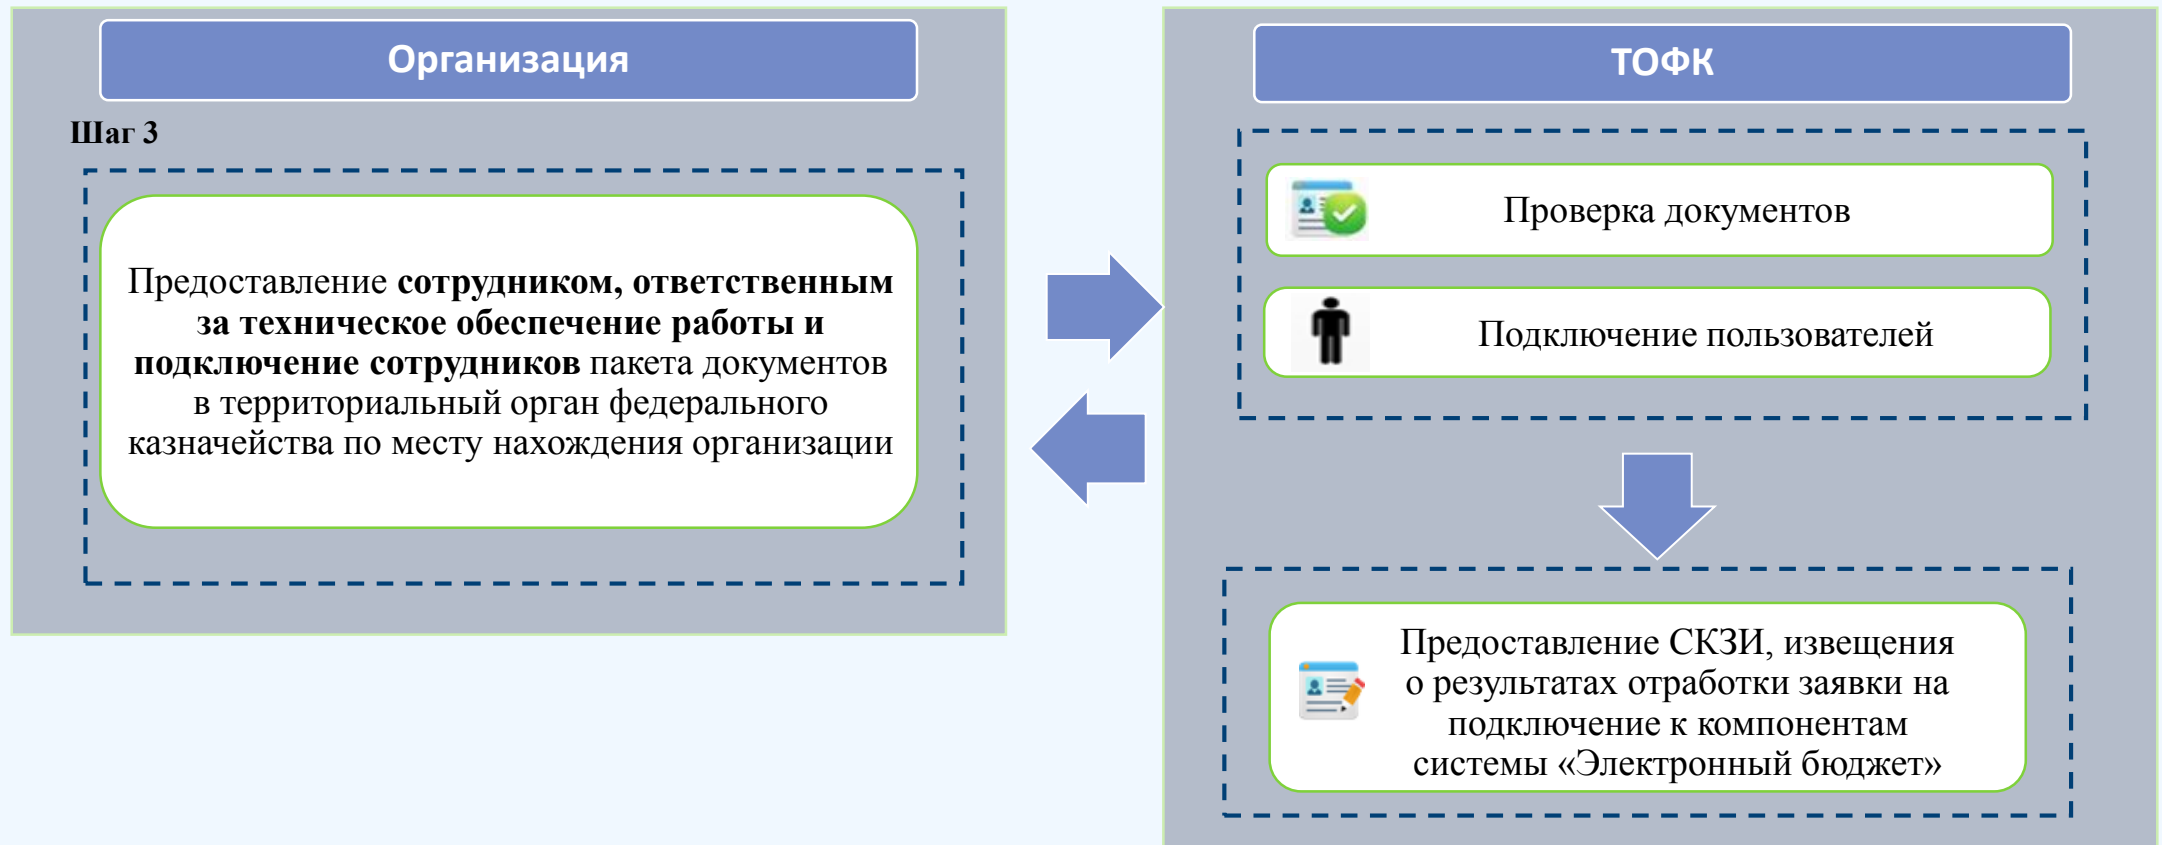 Организация
Шаг 3
Предоставление сотрудником, ответственным
за техническое обеспечение работы и
подключение сотрудников пакета документов
в территориальный орган федерального
казначейства по месту нахождения организации
ТОФК
Проверка документов
Подключение пользователей
Предоставление СКЗИ, извещения
о результатах отработки заявки на
подключение к компонентам
системы «Электронный бюджет»